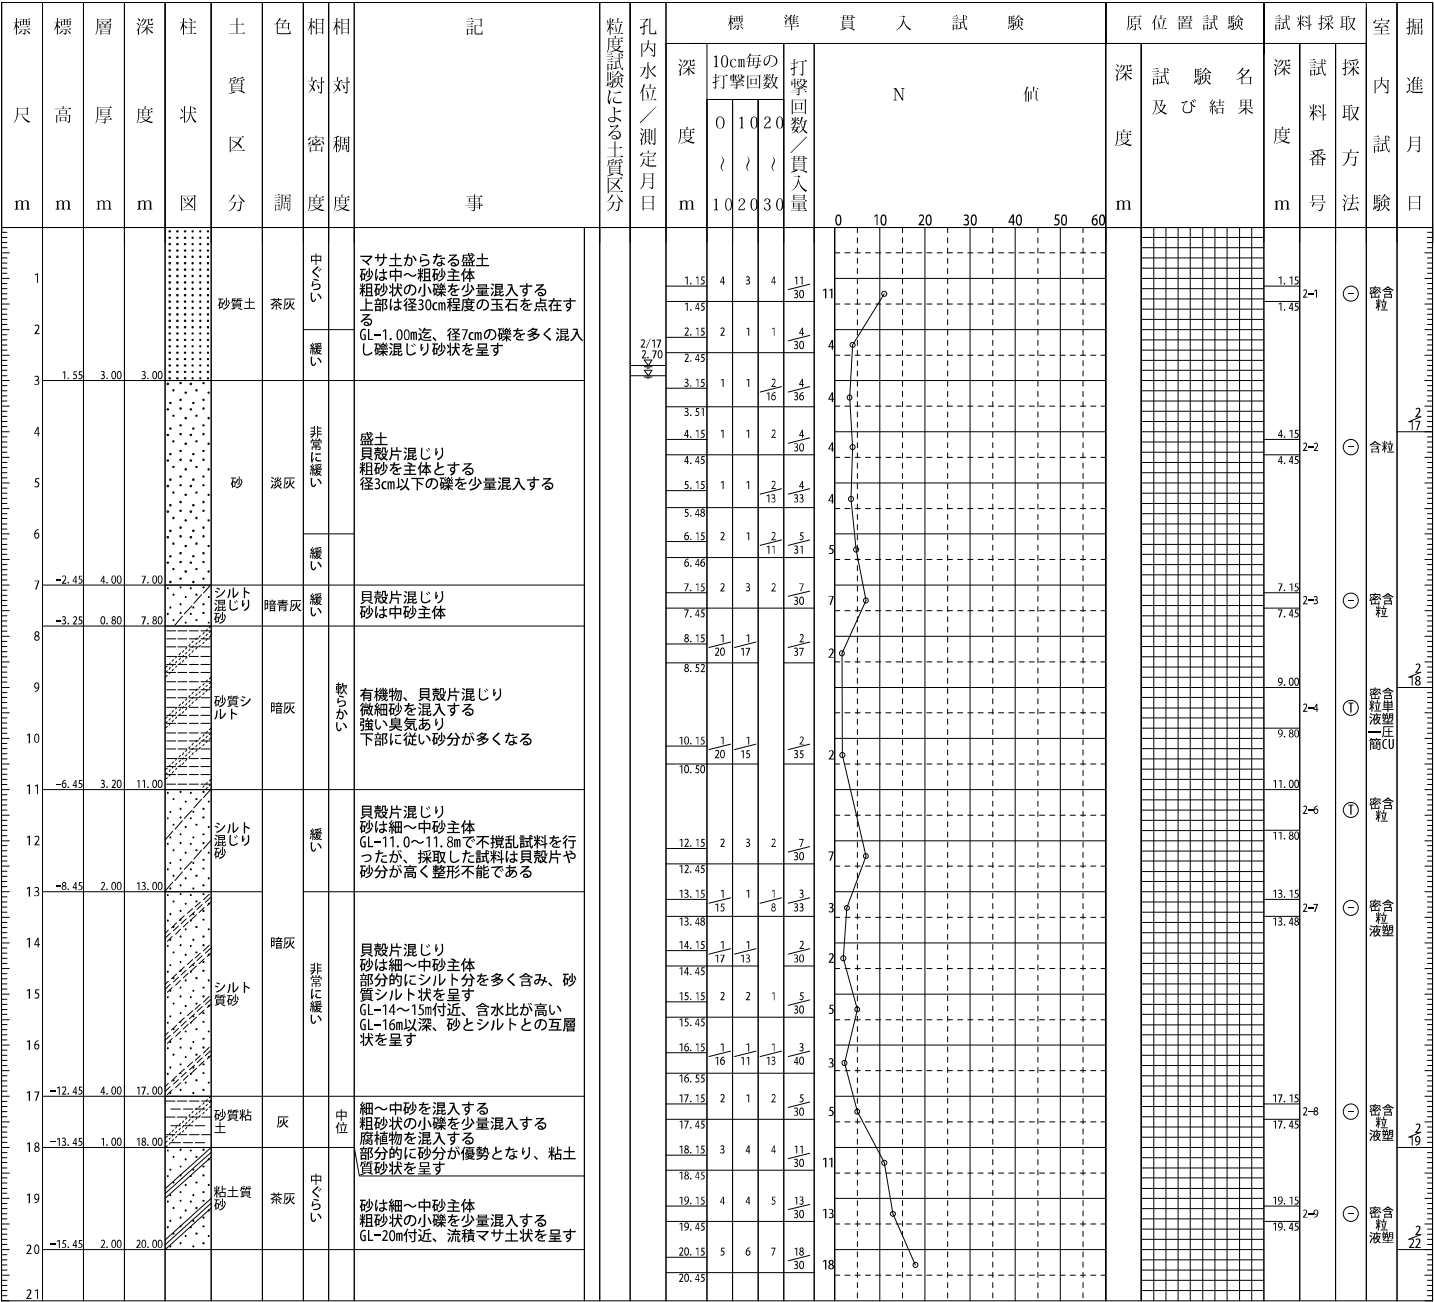 標尺 m
標高 m
層厚 m
深度 m
柱状図
土質区分
色調
相対密度
相対稠度
記事
粒度試験による土質区分
孔内水位/測定月日
標準貫入試験
深度 m
10cm毎の
打撃回数
0～10
10～20
20～30
打撃回数/貫入量
N値
0 10 20 30 40 50 60
原位置試験
深度 m
試験名
及び結果
試料採取
深度 m
試料番号
採取方法
室内試験
掘進月日
1
2
3
4
5
6
7
8
9
10
11
12
13
14
15
16
17
18
19
20
21
1.55 3.00 3.00
砂質土
茶灰
中ぐらい
緩い
マサ土からなる盛土
砂は中～粗砂主体
粗砂状の小礫を少量混入する
上部は径30cm程度の玉石を点在す
る
GL-1.00m迄、径7cmの礫を多く混入
し礫混じり砂状を呈す
2/17
2.70
-2.45 4.00 7.00
砂
淡灰
非常に緩い
緩い
盛土
貝殻片混じり
粗砂を主体とする
径3cm以下の礫を少量混入する
-3.25 0.80 7.80
シルト
混じり
砂
暗青灰
緩い
貝殻片混じり
砂は中砂主体
-6.45 3.20 11.00
砂質シ
ルト
暗灰
軟らかい
有機物、貝殻片混じり
微細砂を混入する
強い臭気あり
下部に従い砂分が多くなる
-8.45 2.00 13.00
シルト
混じり
砂
緩い
貝殻片混じり
砂は細～中砂主体
GL-11.0～11.8mで不撹乱試料を行
ったが、採取した試料は貝殻片や
砂分が高く整形不能である
-12.45 4.00 17.00
シルト
質砂
暗灰
非常に緩い
貝殻片混じり
砂は細～中砂主体
部分的にシルト分を多く含み、砂
質シルト状を呈す
GL-14～15m付近、含水比が高い
GL-16m以深、砂とシルトとの互層
状を呈す
-13.45 1.00 18.00
砂質粘
土
灰
中位
細～中砂を混入する
粗砂状の小礫を少量混入する
腐植物を混入する
部分的に砂分が優勢となり、粘土
質砂状を呈す
-15.45 2.00 20.00
粘土質
砂
茶灰
中ぐらい
砂は細～中砂主体
粗砂状の小礫を少量混入する
GL-20m付近、流積マサ土状を呈す
1.15 4 3 4 11/30 11
1.45
2.15 2 1 1 4/30 4
2.45
3.15 1 1 2/16 4/36 4
3.51
4.15 1 1 2 4/30 4
4.45
5.15 1 1 2/13 4/33 4
5.48
6.15 2 1 2/11 5/31 5
6.46
7.15 2 3 2 7/30 7
7.45
8.15 1/20 1/17 2/37 2
8.52
10.15 1/20 1/15 2/35 2
10.50
12.15 2 3 2 7/30 7
12.45
13.15 1/15 1 1/8 3/33 3
13.48
14.15 1/17 1/13 2/30 2
14.45
15.15 2 2 1 5/30 5
15.45
16.15 1/16 1/11 1/13 3/40 3
16.55
17.15 2 1 2 5/30 5
17.45
18.15 3 4 4 11/30 11
18.45
19.15 4 4 5 13/30 13
19.45
20.15 5 6 7 18/30 18
20.45
1.15
1.45
2-1
密含
粒
4.15
4.45
2-2
含粒
7.15
7.45
2-3
密含
粒
9.00
9.80
2-4
T
密含
粒単
液塑
一圧
簡CU
11.00
11.80
2-6
T
密含
粒
13.15
13.48
2-7
密含
粒
液塑
17.15
17.45
2-8
密含
粒
液塑
19.15
19.45
2-9
密含
粒
液塑
2/17
2/18
2/19
2/22